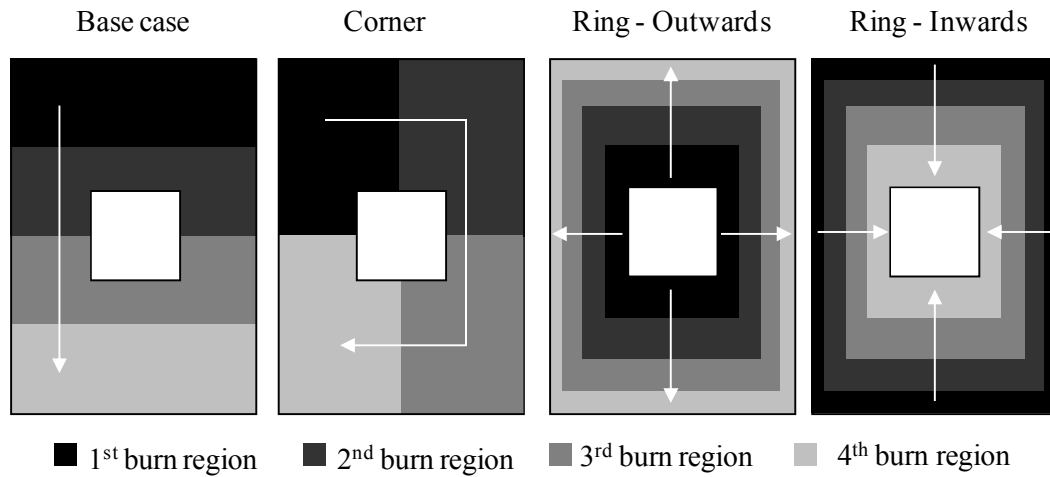 Base case Corner Ring - Outwards Ring - Inwards
1st burn region 2nd burn region 3rd burn region 4th burn region